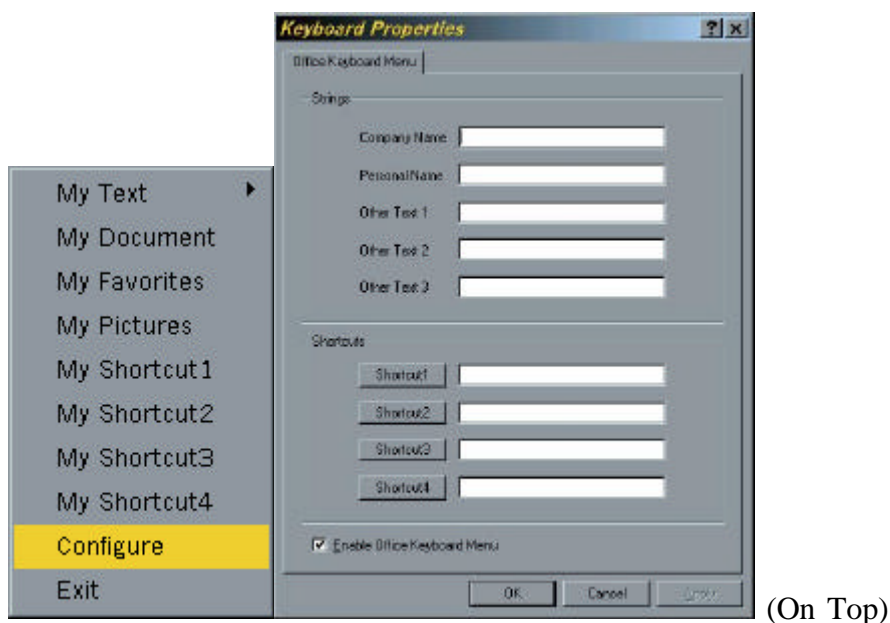 Keyboard Properties
Office Keyboard Menu
Strings
Company Name
Personal Name
Other Text 1
Other Text 2
Other Text 3
Shortcuts
Shortcut1
Shortcut2
Shortcut3
Shortcut4
Enable Office Keyboard Menu
OK Cancel Apply
My Text
My Document
My Favorites
My Pictures
My Shortcut1
My Shortcut2
My Shortcut3
My Shortcut4
Configure
Exit
(On Top)